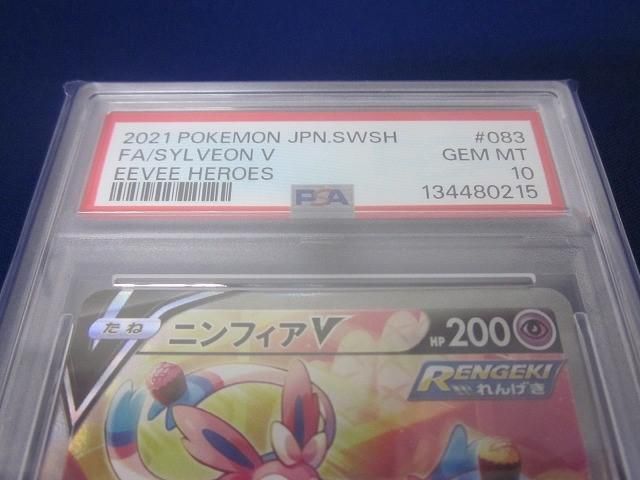 2021 POKEMON JPN.SWSH #083
FA/SYLVEON V GEM MT
EEVEE HEROES 10
PSA 134480215
たね ニンフィアV HP 200
RENGEKI
れんげき